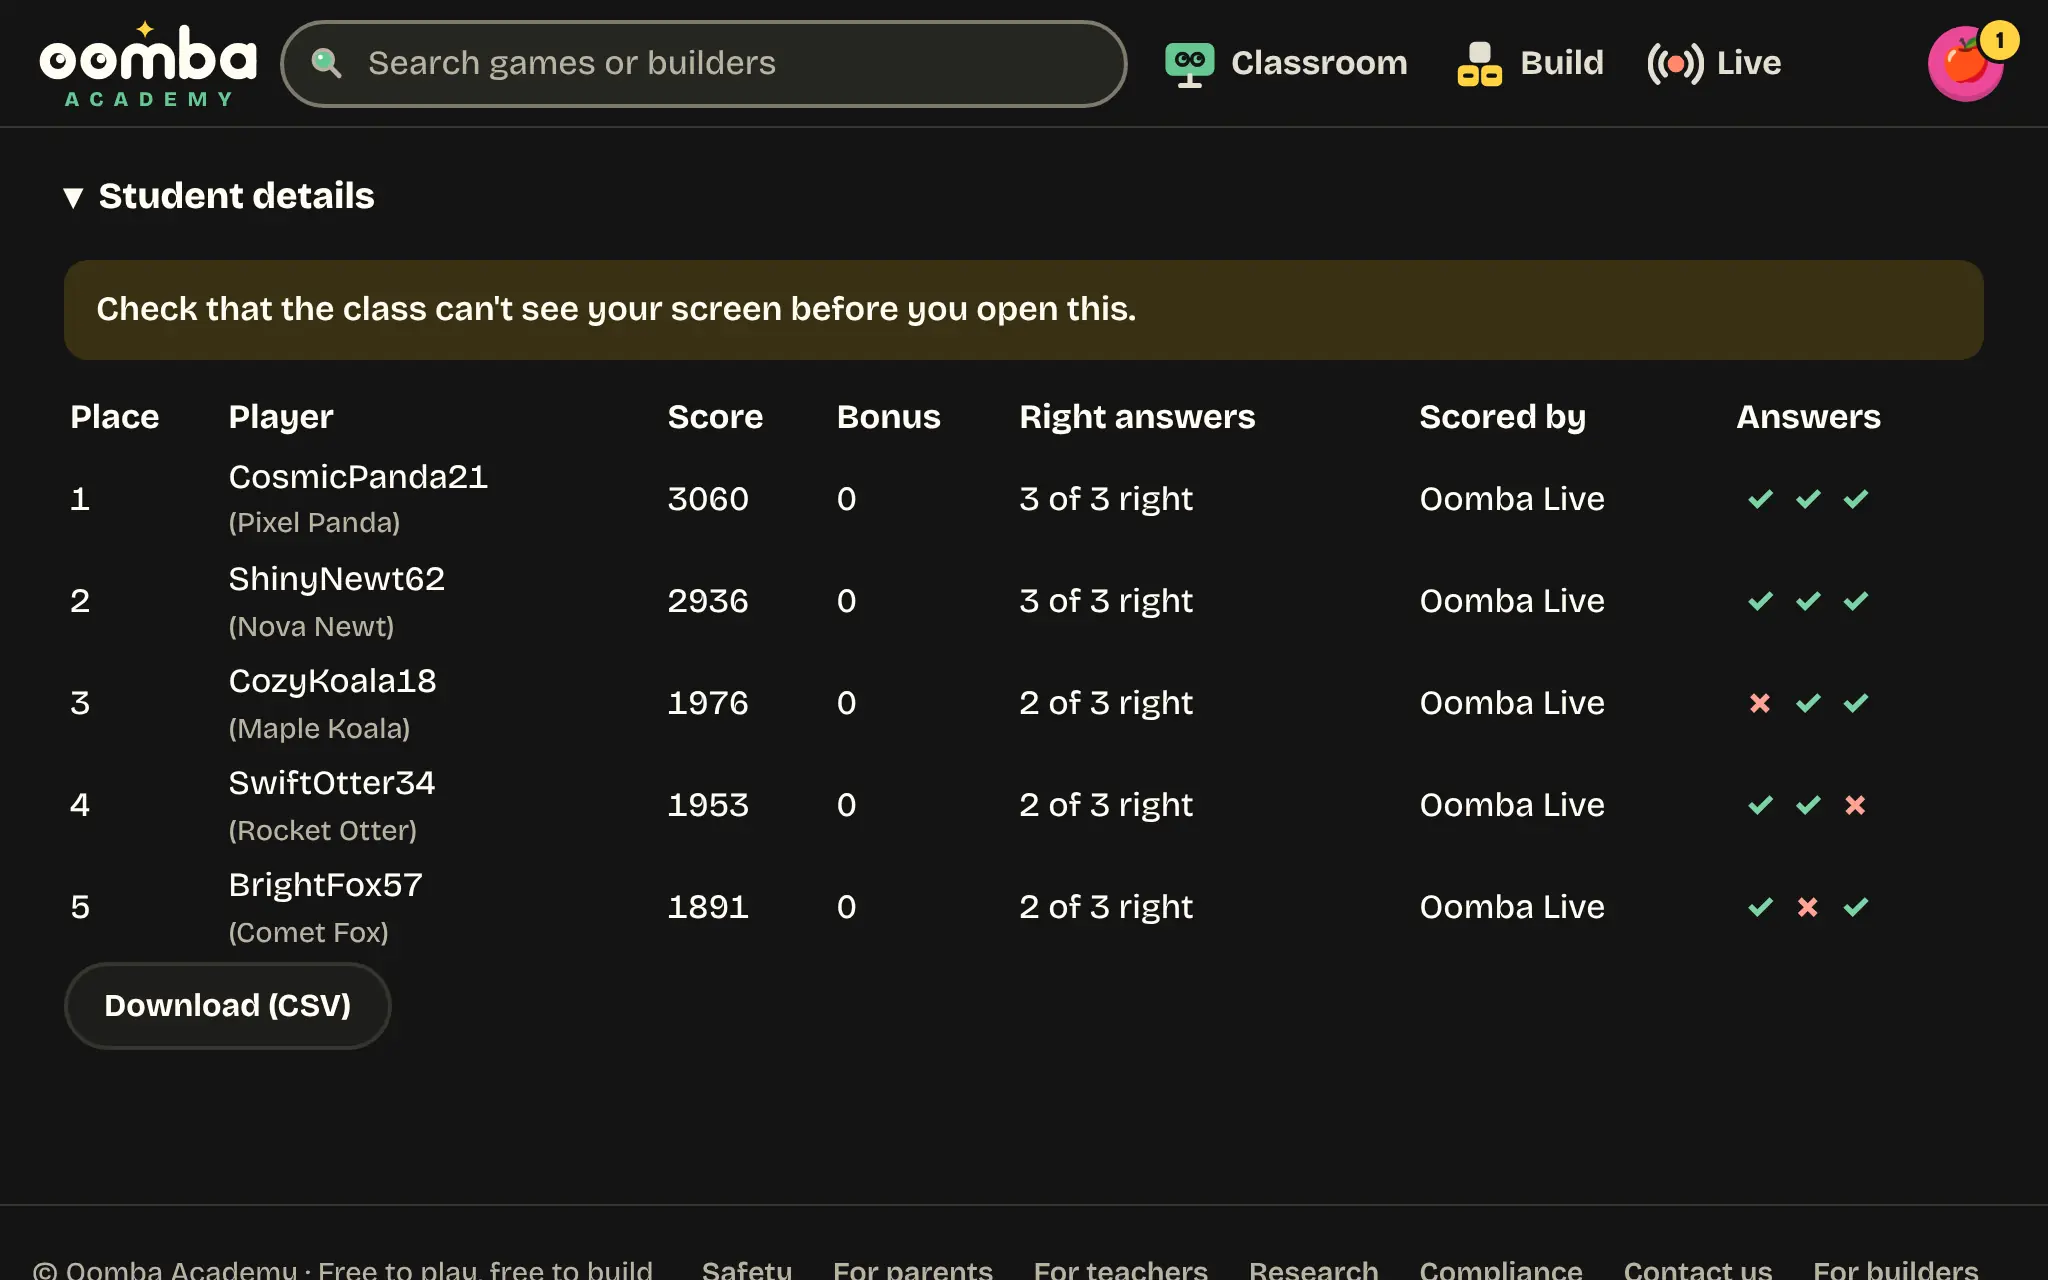 oomba
ACADEMY
Search games or builders
Classroom
Build
Live
1
▼ Student details
Check that the class can't see your screen before you open this.
Place Player Score Bonus Right answers Scored by Answers
1 CosmicPanda21 3060 0 3 of 3 right Oomba Live ✓ ✓ ✓
(Pixel Panda)
2 ShinyNewt62 2936 0 3 of 3 right Oomba Live ✓ ✓ ✓
(Nova Newt)
3 CozyKoala18 1976 0 2 of 3 right Oomba Live ✗ ✓ ✓
(Maple Koala)
4 SwiftOtter34 1953 0 2 of 3 right Oomba Live ✓ ✓ ✗
(Rocket Otter)
5 BrightFox57 1891 0 2 of 3 right Oomba Live ✓ ✗ ✓
(Comet Fox)
Download (CSV)
© Oomba Academy · Free to play, free to build Safety For parents For teachers Research Compliance Contact us For builders